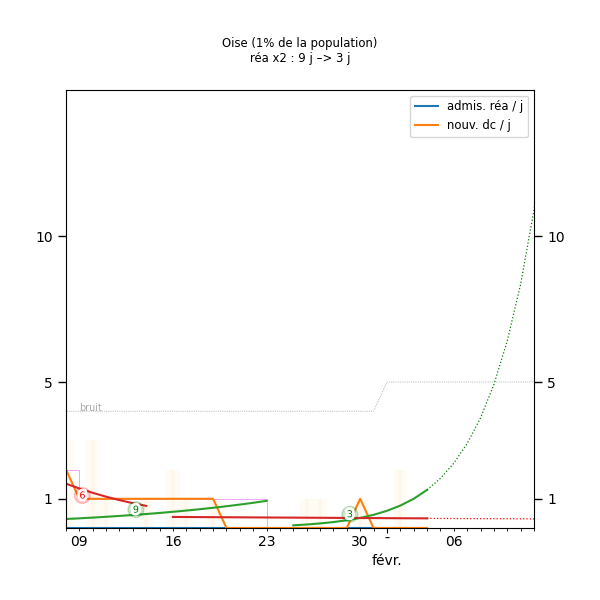 Oise (1% de la population)
réa x2 : 9 j –> 3 j
admis. réa / j
nouv. dc / j
10
10
5
5
bruit
6
9
3
1
1
09
16
23
30
-
06
févr.